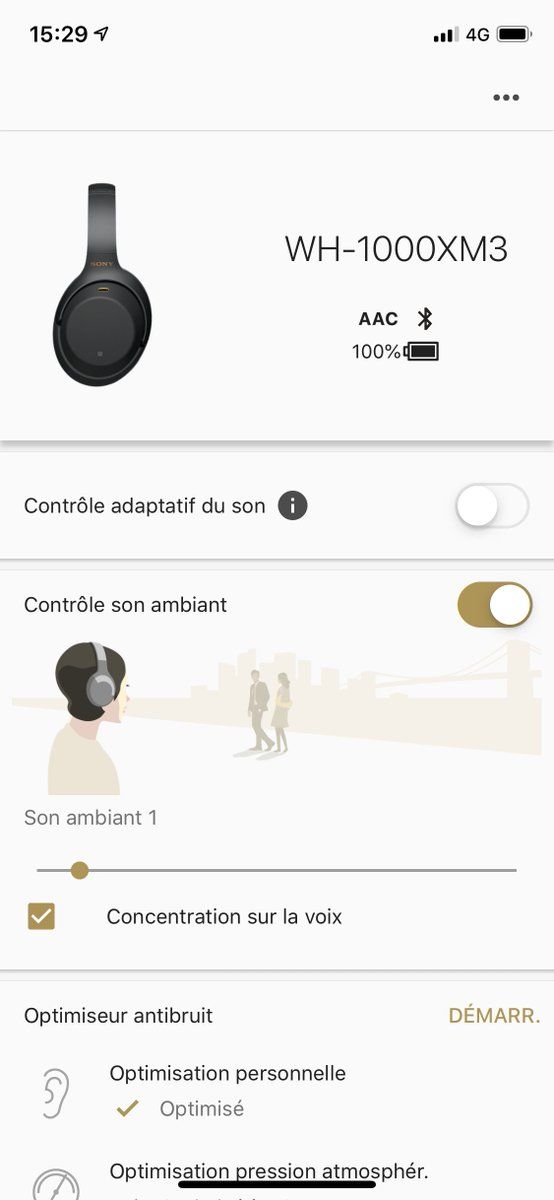 15:29 4G
SONY
WH-1000XM3
AAC
100%
Contrôle adaptatif du son
Contrôle son ambiant
Son ambiant 1
Concentration sur la voix
Optimiseur antibruit DÉMARR.
Optimisation personnelle
Optimisé
Optimisation pression atmosphér.